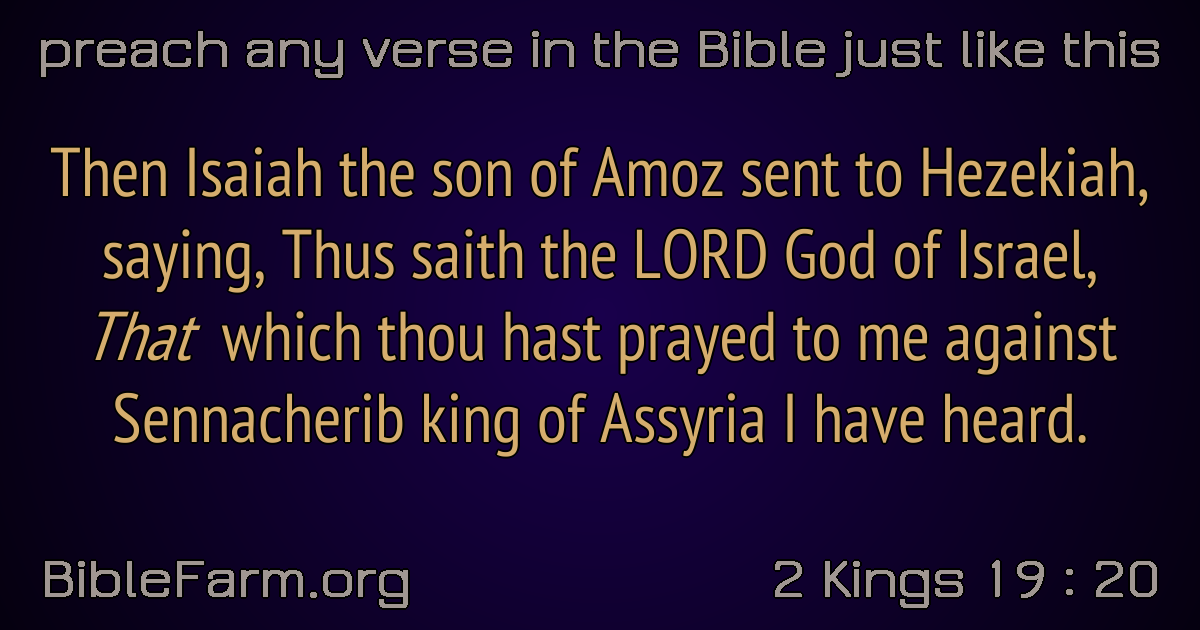 preach any verse in the Bible just like this
Then Isaiah the son of Amoz sent to Hezekiah,
saying, Thus saith the LORD God of Israel,
That which thou hast prayed to me against
Sennacherib king of Assyria I have heard.
BibleFarm.org
2 Kings 19 : 20